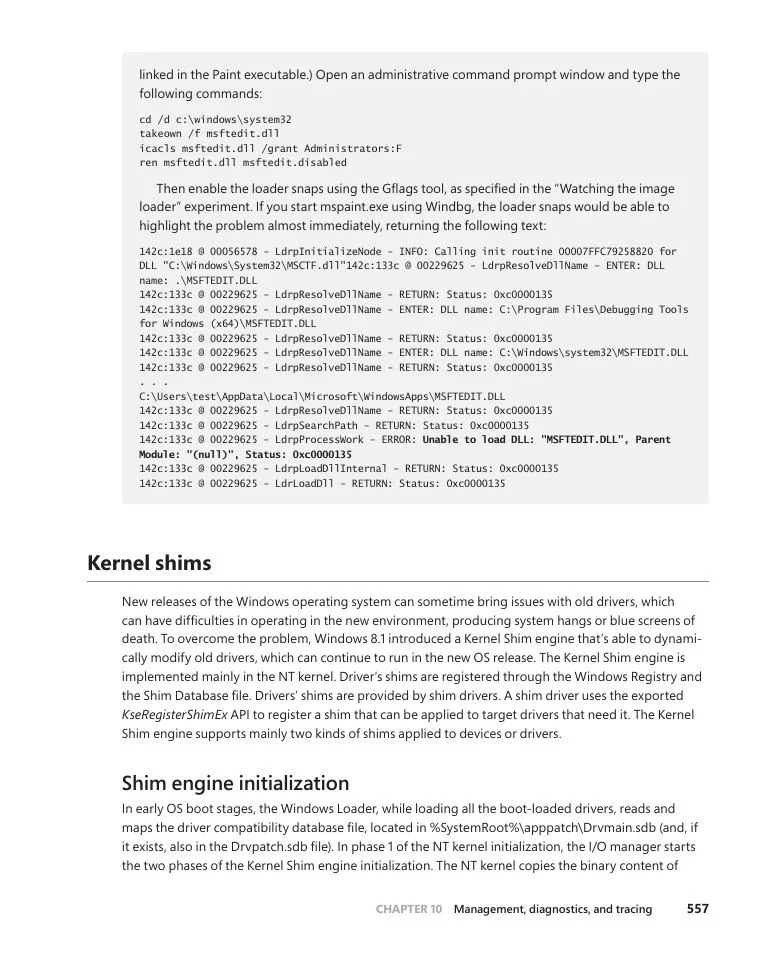 linked in the Paint executable.) Open an administrative command prompt window and type the
following commands:
cd /d c:\windows\system32
takeown /f msftedit.dll
icacls msftedit.dll /grant Administrators:F
ren msftedit.dll msftedit.disabled
Then enable the loader snaps using the Gflags tool, as specified in the “Watching the image
loader” experiment. If you start mspaint.exe using Windbg, the loader snaps would be able to
highlight the problem almost immediately, returning the following text:
142c:1e18 @ 00056578 - LdrpInitializeNode - INFO: Calling init routine 00007FFC79258820 for
DLL "C:\Windows\System32\MSCTF.dll"142c:133c @ 00229625 - LdrpResolveDllName - ENTER: DLL
name: .\MSFTEDIT.DLL
142c:133c @ 00229625 - LdrpResolveDllName - RETURN: Status: 0xc0000135
142c:133c @ 00229625 - LdrpResolveDllName - ENTER: DLL name: C:\Program Files\Debugging Tools
for Windows (x64)\MSFTEDIT.DLL
142c:133c @ 00229625 - LdrpResolveDllName - RETURN: Status: 0xc0000135
142c:133c @ 00229625 - LdrpResolveDllName - ENTER: DLL name: C:\Windows\system32\MSFTEDIT.DLL
142c:133c @ 00229625 - LdrpResolveDllName - RETURN: Status: 0xc0000135
. . .
C:\Users\test\AppData\Local\Microsoft\WindowsApps\MSFTEDIT.DLL
142c:133c @ 00229625 - LdrpResolveDllName - RETURN: Status: 0xc0000135
142c:133c @ 00229625 - LdrpSearchPath - RETURN: Status: 0xc0000135
142c:133c @ 00229625 - LdrpProcessWork - ERROR: Unable to load DLL: "MSFTEDIT.DLL", Parent
Module: "(null)", Status: 0xc0000135
142c:133c @ 00229625 - LdrpLoadDllInternal - RETURN: Status: 0xc0000135
142c:133c @ 00229625 - LdrLoadDll - RETURN: Status: 0xc0000135
Kernel shims
New releases of the Windows operating system can sometime bring issues with old drivers, which
can have difficulties in operating in the new environment, producing system hangs or blue screens of
death. To overcome the problem, Windows 8.1 introduced a Kernel Shim engine that’s able to dynami-
cally modify old drivers, which can continue to run in the new OS release. The Kernel Shim engine is
implemented mainly in the NT kernel. Driver’s shims are registered through the Windows Registry and
the Shim Database file. Drivers’ shims are provided by shim drivers. A shim driver uses the exported
KseRegisterShimEx API to register a shim that can be applied to target drivers that need it. The Kernel
Shim engine supports mainly two kinds of shims applied to devices or drivers.
Shim engine initialization
In early OS boot stages, the Windows Loader, while loading all the boot-loaded drivers, reads and
maps the driver compatibility database file, located in %SystemRoot%\apppatch\Drvmain.sdb (and, if
it exists, also in the Drvpatch.sdb file). In phase 1 of the NT kernel initialization, the I/O manager starts
the two phases of the Kernel Shim engine initialization. The NT kernel copies the binary content of
CHAPTER 10 Management, diagnostics, and tracing 557